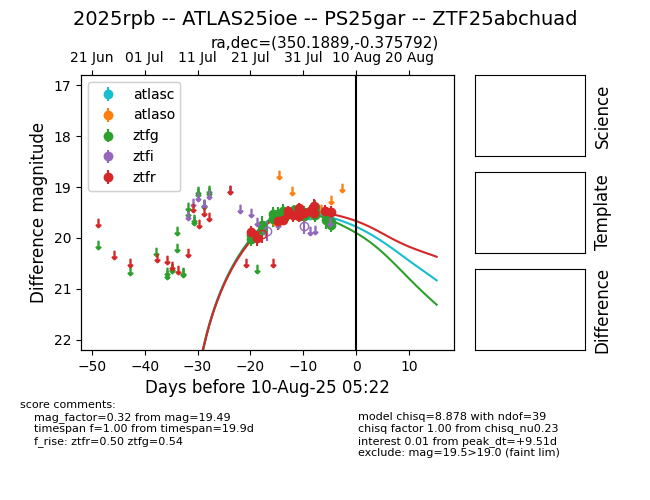 2025rpb -- ATLAS25ioe -- PS25gar -- ZTF25abchuad
ra,dec=(350.1889,-0.375792)
21 Jun 01 Jul 11 Jul 21 Jul 31 Jul 10 Aug 20 Aug
17
18
19
20
21
22
Difference magnitude
atlasc
atlaso
ztfg
ztfi
ztfr
−50 −40 −30 −20 −10 0 10
Days before 10-Aug-25 05:22
Science
Template
Difference
score comments:
mag_factor=0.32 from mag=19.49
timespan f=1.00 from timespan=19.9d
f_rise: ztfr=0.50 ztfg=0.54
model chisq=8.878 with ndof=39
chisq factor 1.00 from chisq_nu0.23
interest 0.01 from peak_dt=+9.51d
exclude: mag=19.5>19.0 (faint lim)